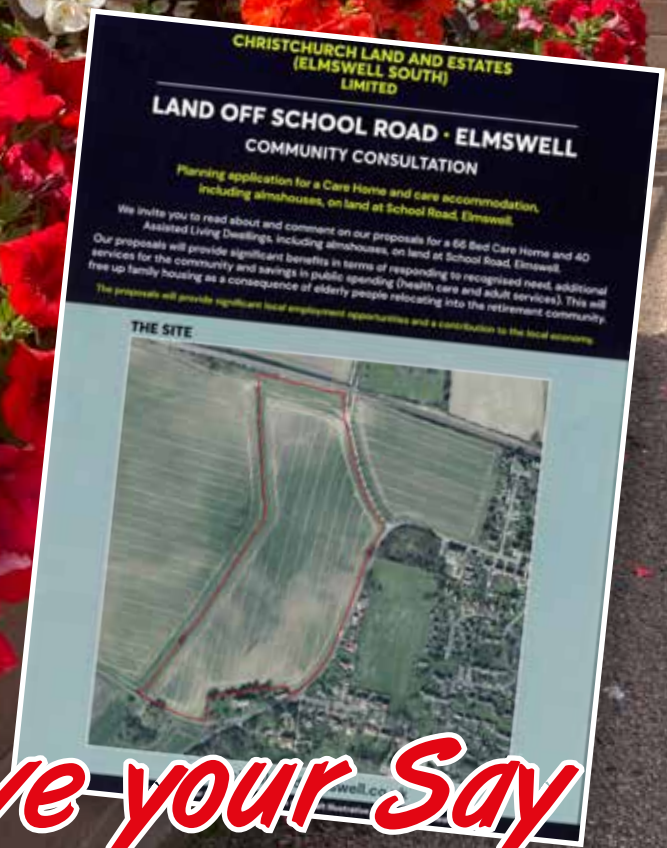 CHRISTCHURCH LAND AND ESTATES
(ELMSWELL SOUTH)
LIMITED
LAND OFF SCHOOL ROAD · ELMSWELL
COMMUNITY CONSULTATION
Planning application for a Care Home and care accommodation,
including almshouses, on land at School Road, Elmswell.
We invite you to read about and comment on our proposals for a 66 Bed Care Home and 40
Assisted Living Dwellings, including almshouses, on land at School Road, Elmswell.
Our proposals will provide significant benefits in terms of responding to recognised need, additional
services for the community and savings in public spending (health care and adult services). This will
free up family housing as a consequence of elderly people relocating into the retirement community.
The proposals will provide significant local employment opportunities and a contribution to the local economy
THE SITE
swell.co
ve your Say